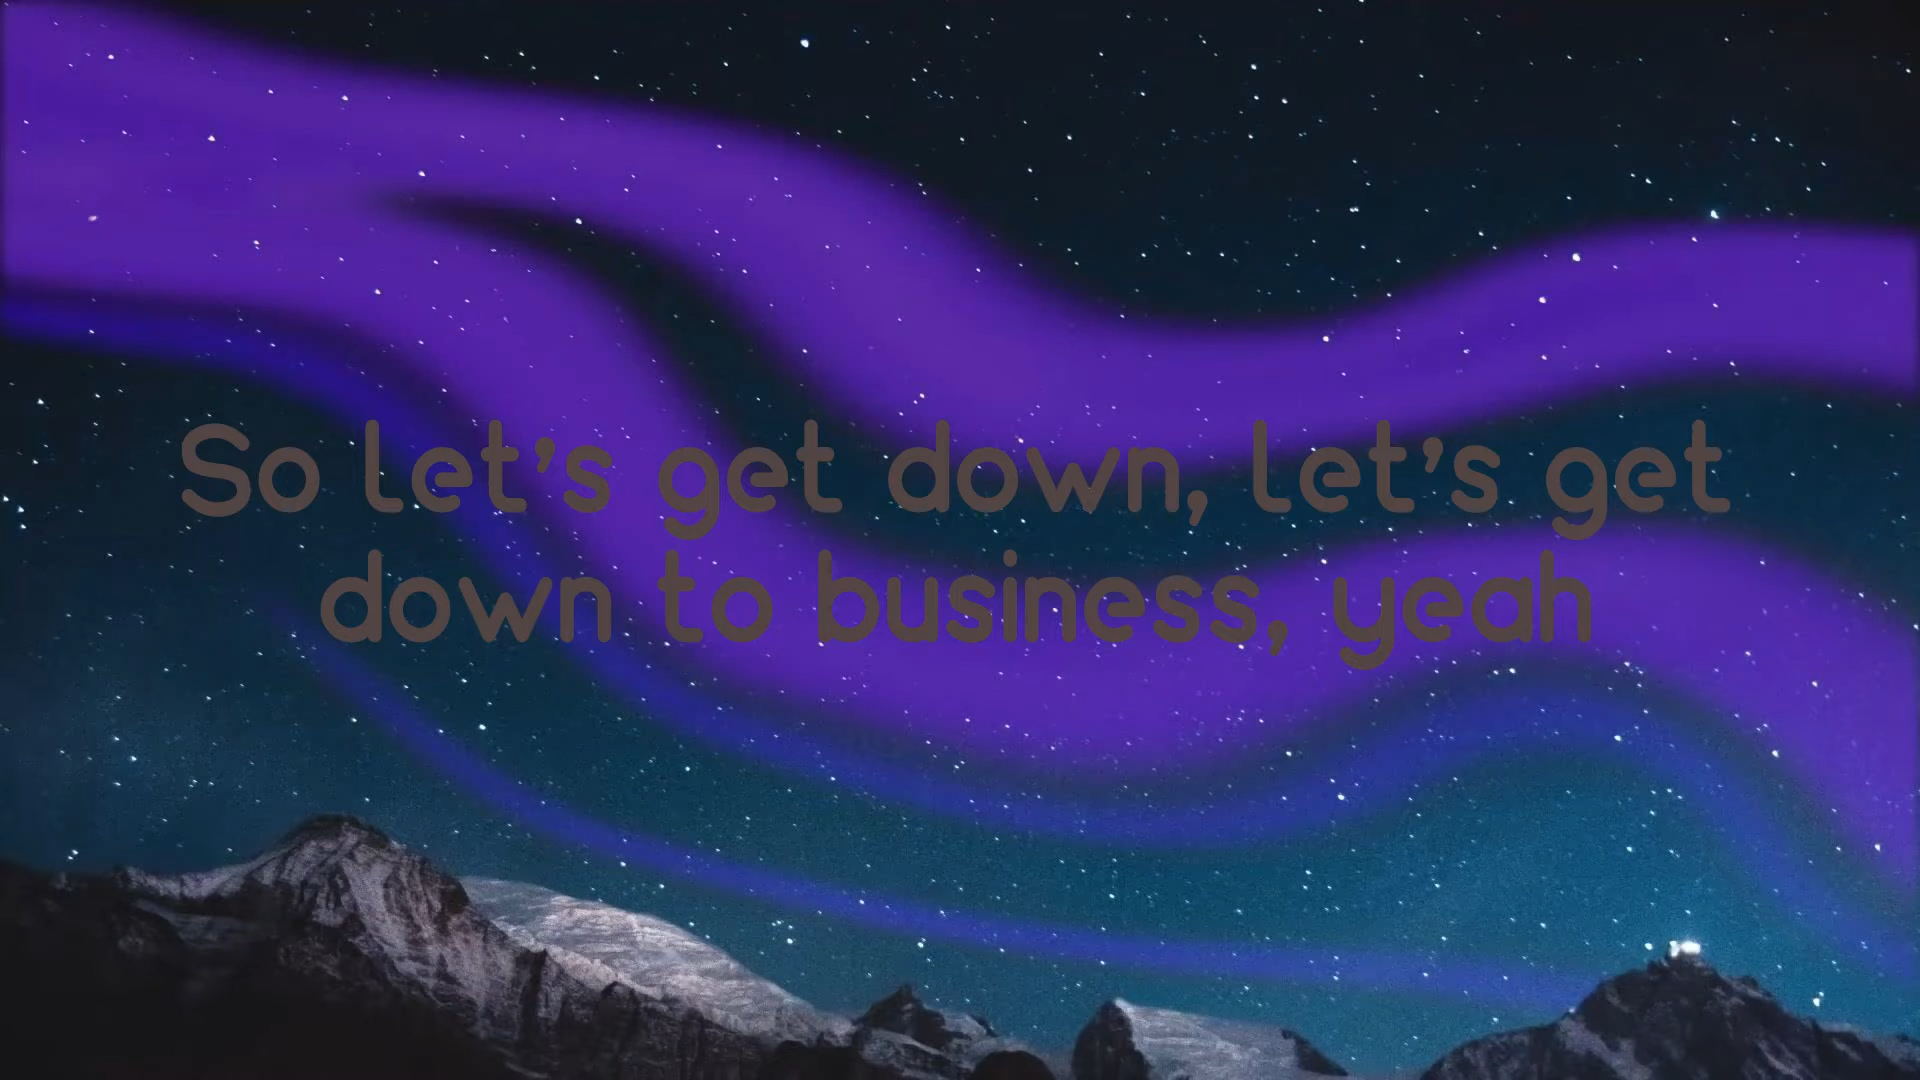 So let's get down, let's get
down to business, yeah